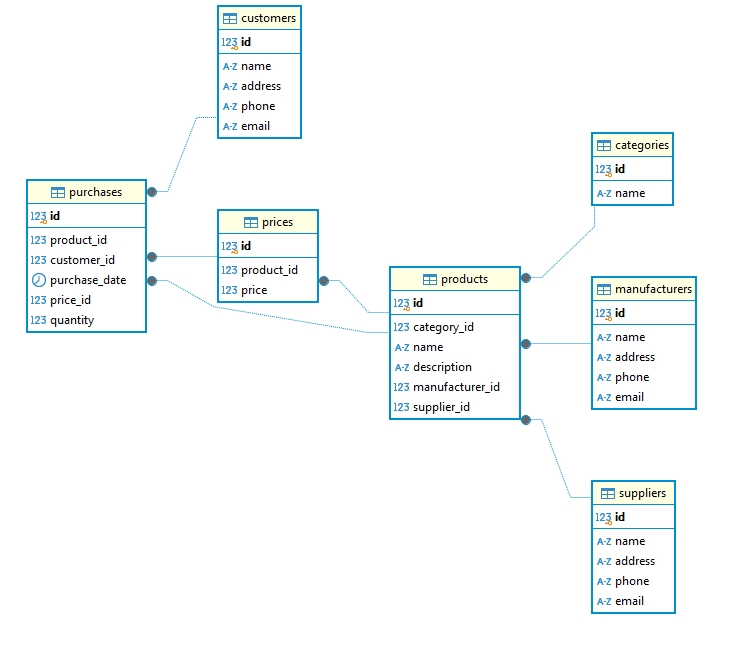 customers
123 id
A-Z name
A-Z address
A-Z phone
A-Z email
purchases
123 id
123 product_id
123 customer_id
purchase_date
123 price_id
123 quantity
prices
123 id
123 product_id
123 price
products
123 id
123 category_id
A-Z name
A-Z description
123 manufacturer_id
123 supplier_id
categories
123 id
A-Z name
manufacturers
123 id
A-Z name
A-Z address
A-Z phone
A-Z email
suppliers
123 id
A-Z name
A-Z address
A-Z phone
A-Z email